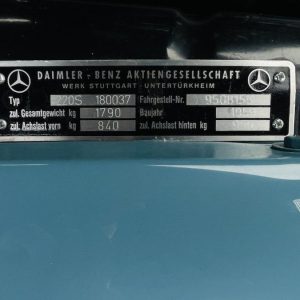 DAIMLER - BENZ AKTIENGESELLSCHAFT
WERK STUTTGART-UNTERTÜRKHEIM
Typ 220S 180037 Fahrgestell-Nr.
zul. Gesamtgewicht kg 1790 Baujahr
zul. Achslast vorn kg 840 zul. Achslast hinten kg